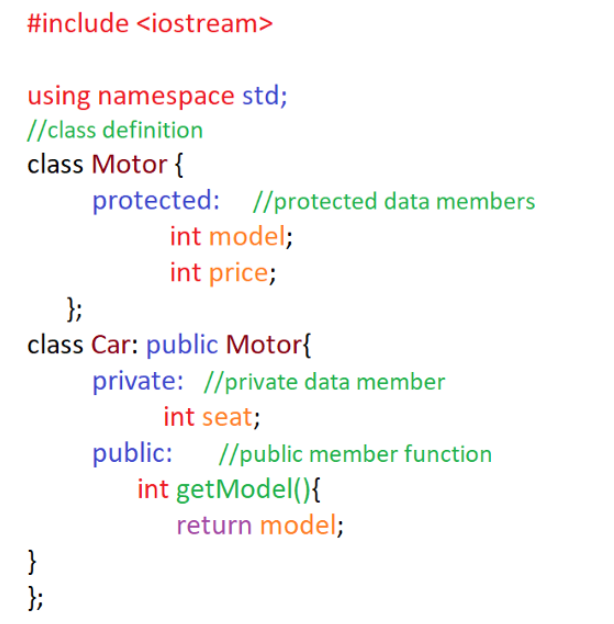 #include <iostream>
using namespace std;
//class definition
class Motor {
protected: //protected data members
int model;
int price;
};
class Car: public Motor{
private: //private data member
int seat;
public: //public member function
int getModel(){
return model;
}
};